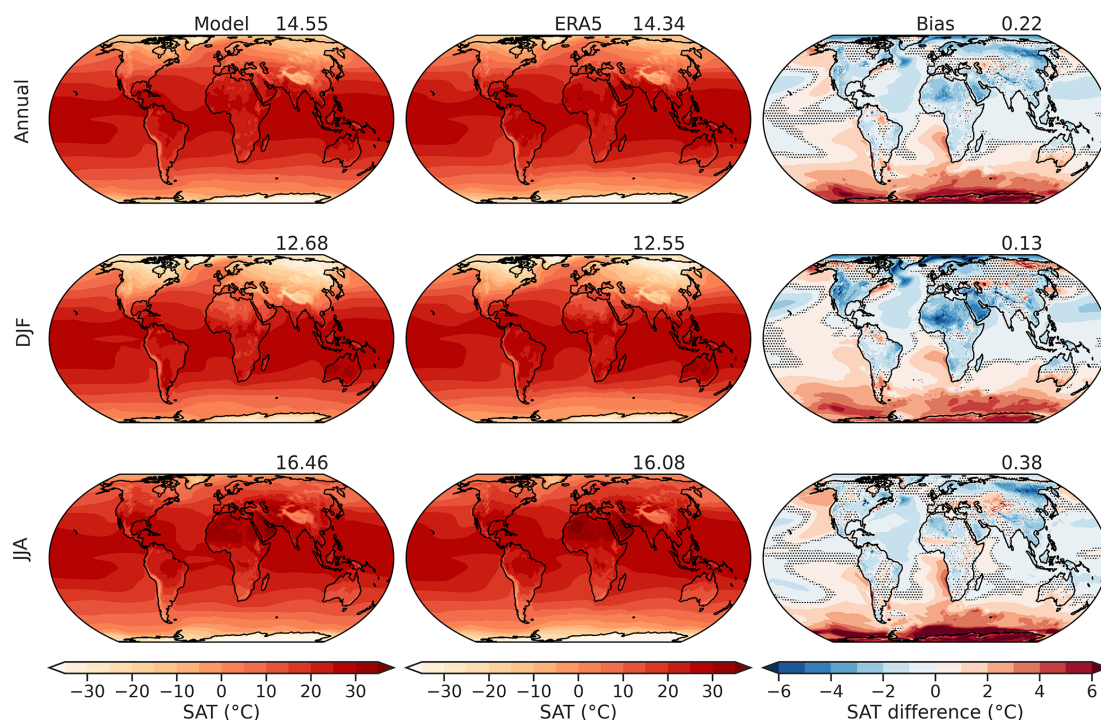 Model 14.55 ERA5 14.34 Bias 0.22
Annual
12.68 12.55 0.13
DJF
16.46 16.08 0.38
JJA
−30 −20 −10 0 10 20 30 −30 −20 −10 0 10 20 30 −6 −4 −2 0 2 4 6
SAT (°C) SAT (°C) SAT difference (°C)